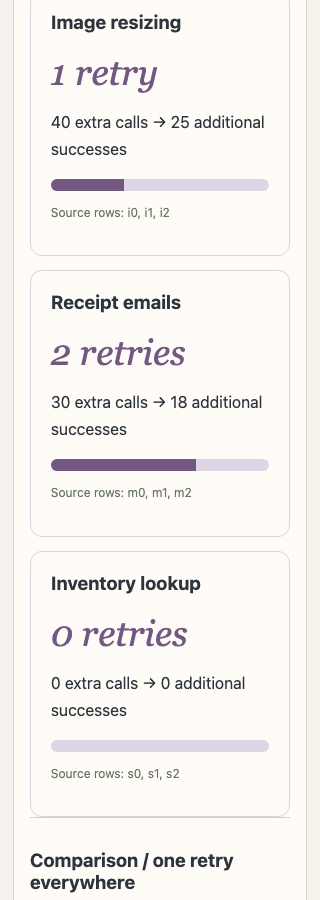 Image resizing
1 retry
40 extra calls → 25 additional
successes
Source rows: i0, i1, i2
Receipt emails
2 retries
30 extra calls → 18 additional
successes
Source rows: m0, m1, m2
Inventory lookup
0 retries
0 extra calls → 0 additional
successes
Source rows: s0, s1, s2
Comparison / one retry
everywhere